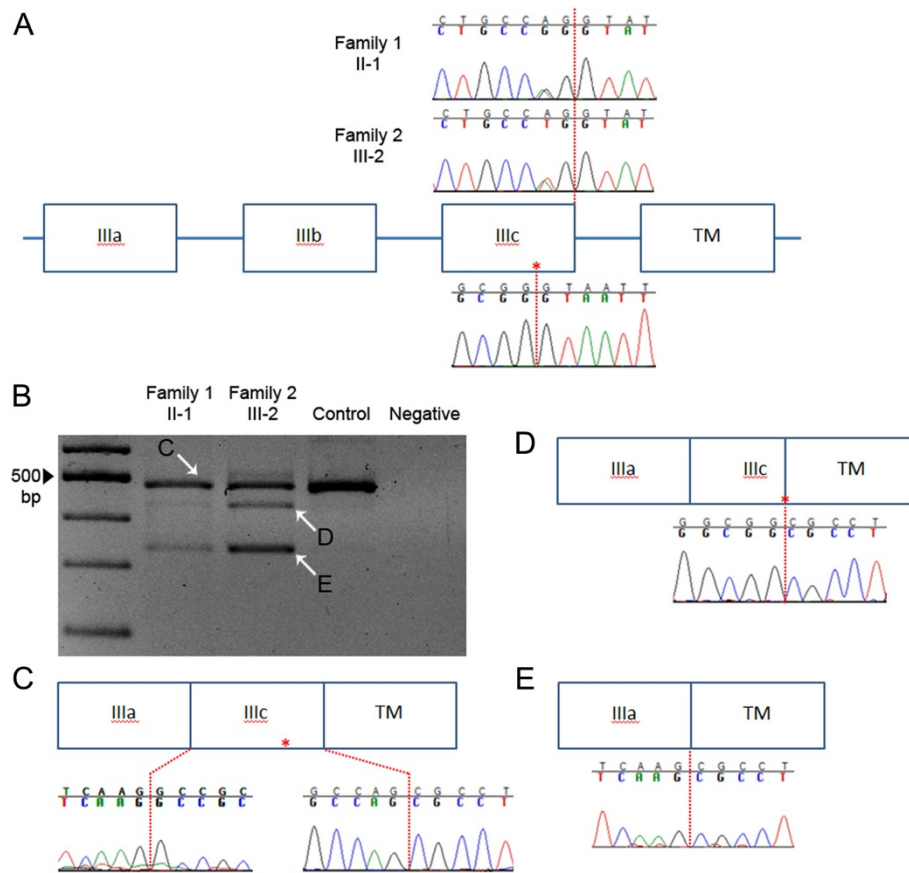 A
Family 1
II-1
C T G C C A G G T A T
C T G C C G G G T A T
Family 2
III-2
C T G C C A G G T A T
C T G C C T G G T A T
IIIa
IIIb
IIIc
TM
*
G C G G G T A A T T
G C G G G T A A T T
B
Family 1
II-1
Family 2
III-2
Control
Negative
500
bp
C
D
E
D
IIIa
IIIc
TM
*
G G C G G C G C C T
G G C G G C G C C T
C
IIIa
IIIc
TM
*
T C A A G G C C G C
T C A A G G C C G C
G C C A G C G C C T
G C C A G C G C C T
E
IIIa
TM
T C A A G C G C C T
T C A A G C G C C T